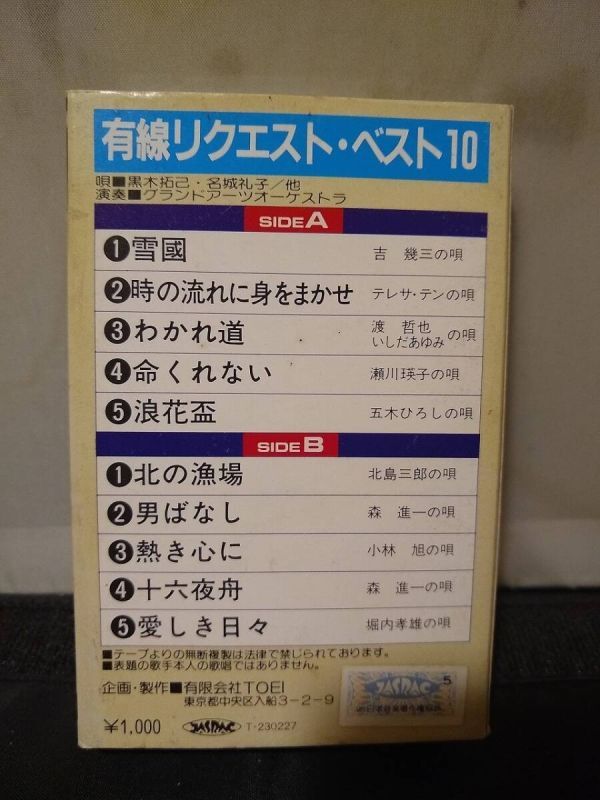 有線リクエスト・ベスト10
唄■黒木拓己・名城礼子／他
演奏■グランドアーツオーケストラ
SIDE A
❶雪國 吉 幾三の唄
❷時の流れに身をまかせ テレサ・テンの唄
❸わかれ道 渡 哲也 いしだあゆみ の唄
❹命くれない 瀬川瑛子の唄
❺浪花盃 五木ひろしの唄
SIDE B
❶北の漁場 北島三郎の唄
❷男ばなし 森 進一の唄
❸熱き心に 小林 旭の唄
❹十六夜舟 森 進一の唄
❺愛しき日々 堀内孝雄の唄
■テープよりの無断複製は法律で禁じられております。
■表題の歌手本人の歌唱ではありません。
企画・製作■有限会社TOEI
東京都中央区入船3-2-9
¥1,000 JASRAC T-230227
JASRAC 5